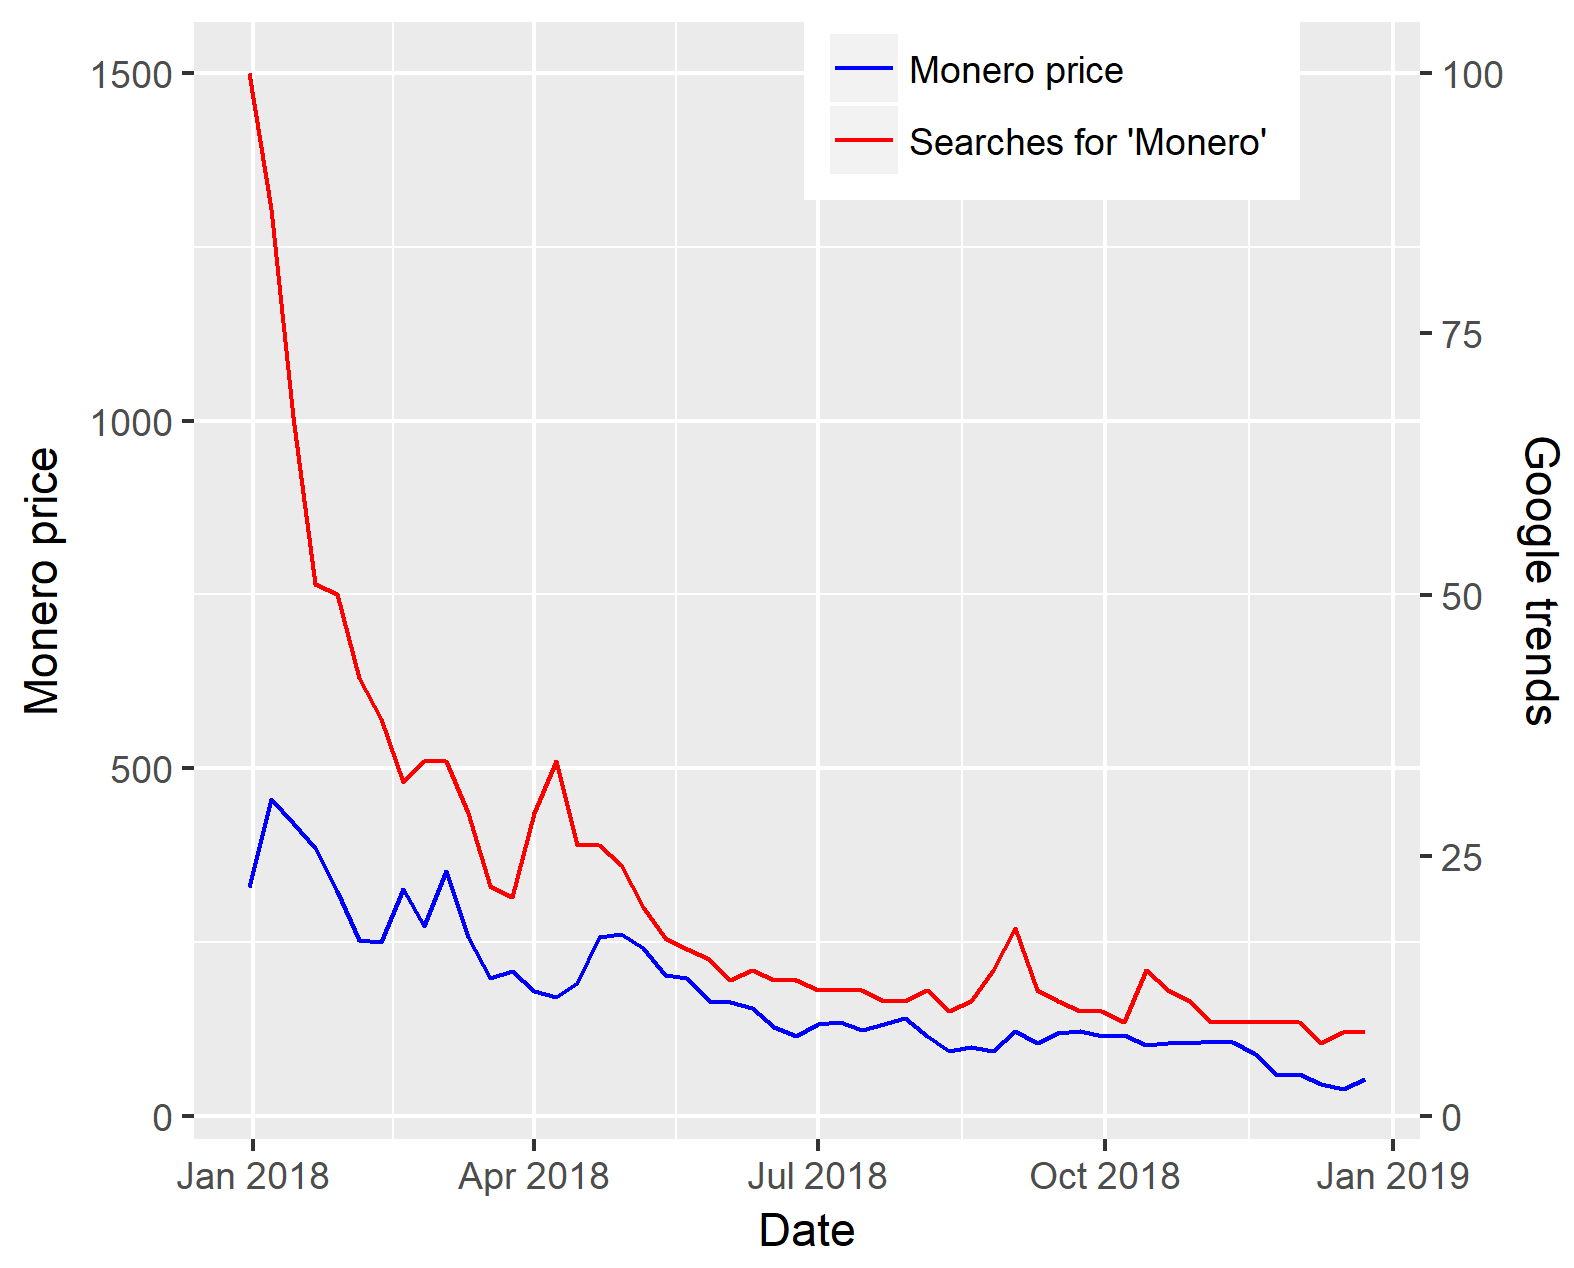 Monero price
Searches for 'Monero'
1500
1000
500
0
100
75
50
25
0
Monero price
Google trends
Jan 2018
Apr 2018
Jul 2018
Oct 2018
Jan 2019
Date